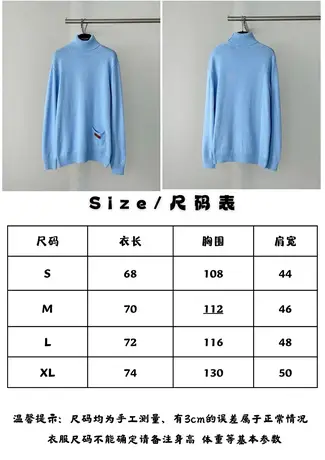 Size/尺码表
尺码 衣长 胸围 肩宽
S 68 108 44
M 70 112 46
L 72 116 48
XL 74 130 50
温馨提示：尺码均为手工测量、有3cm的误差属于正常情况
衣服尺码不能确定请备注身高 体重等基本参数